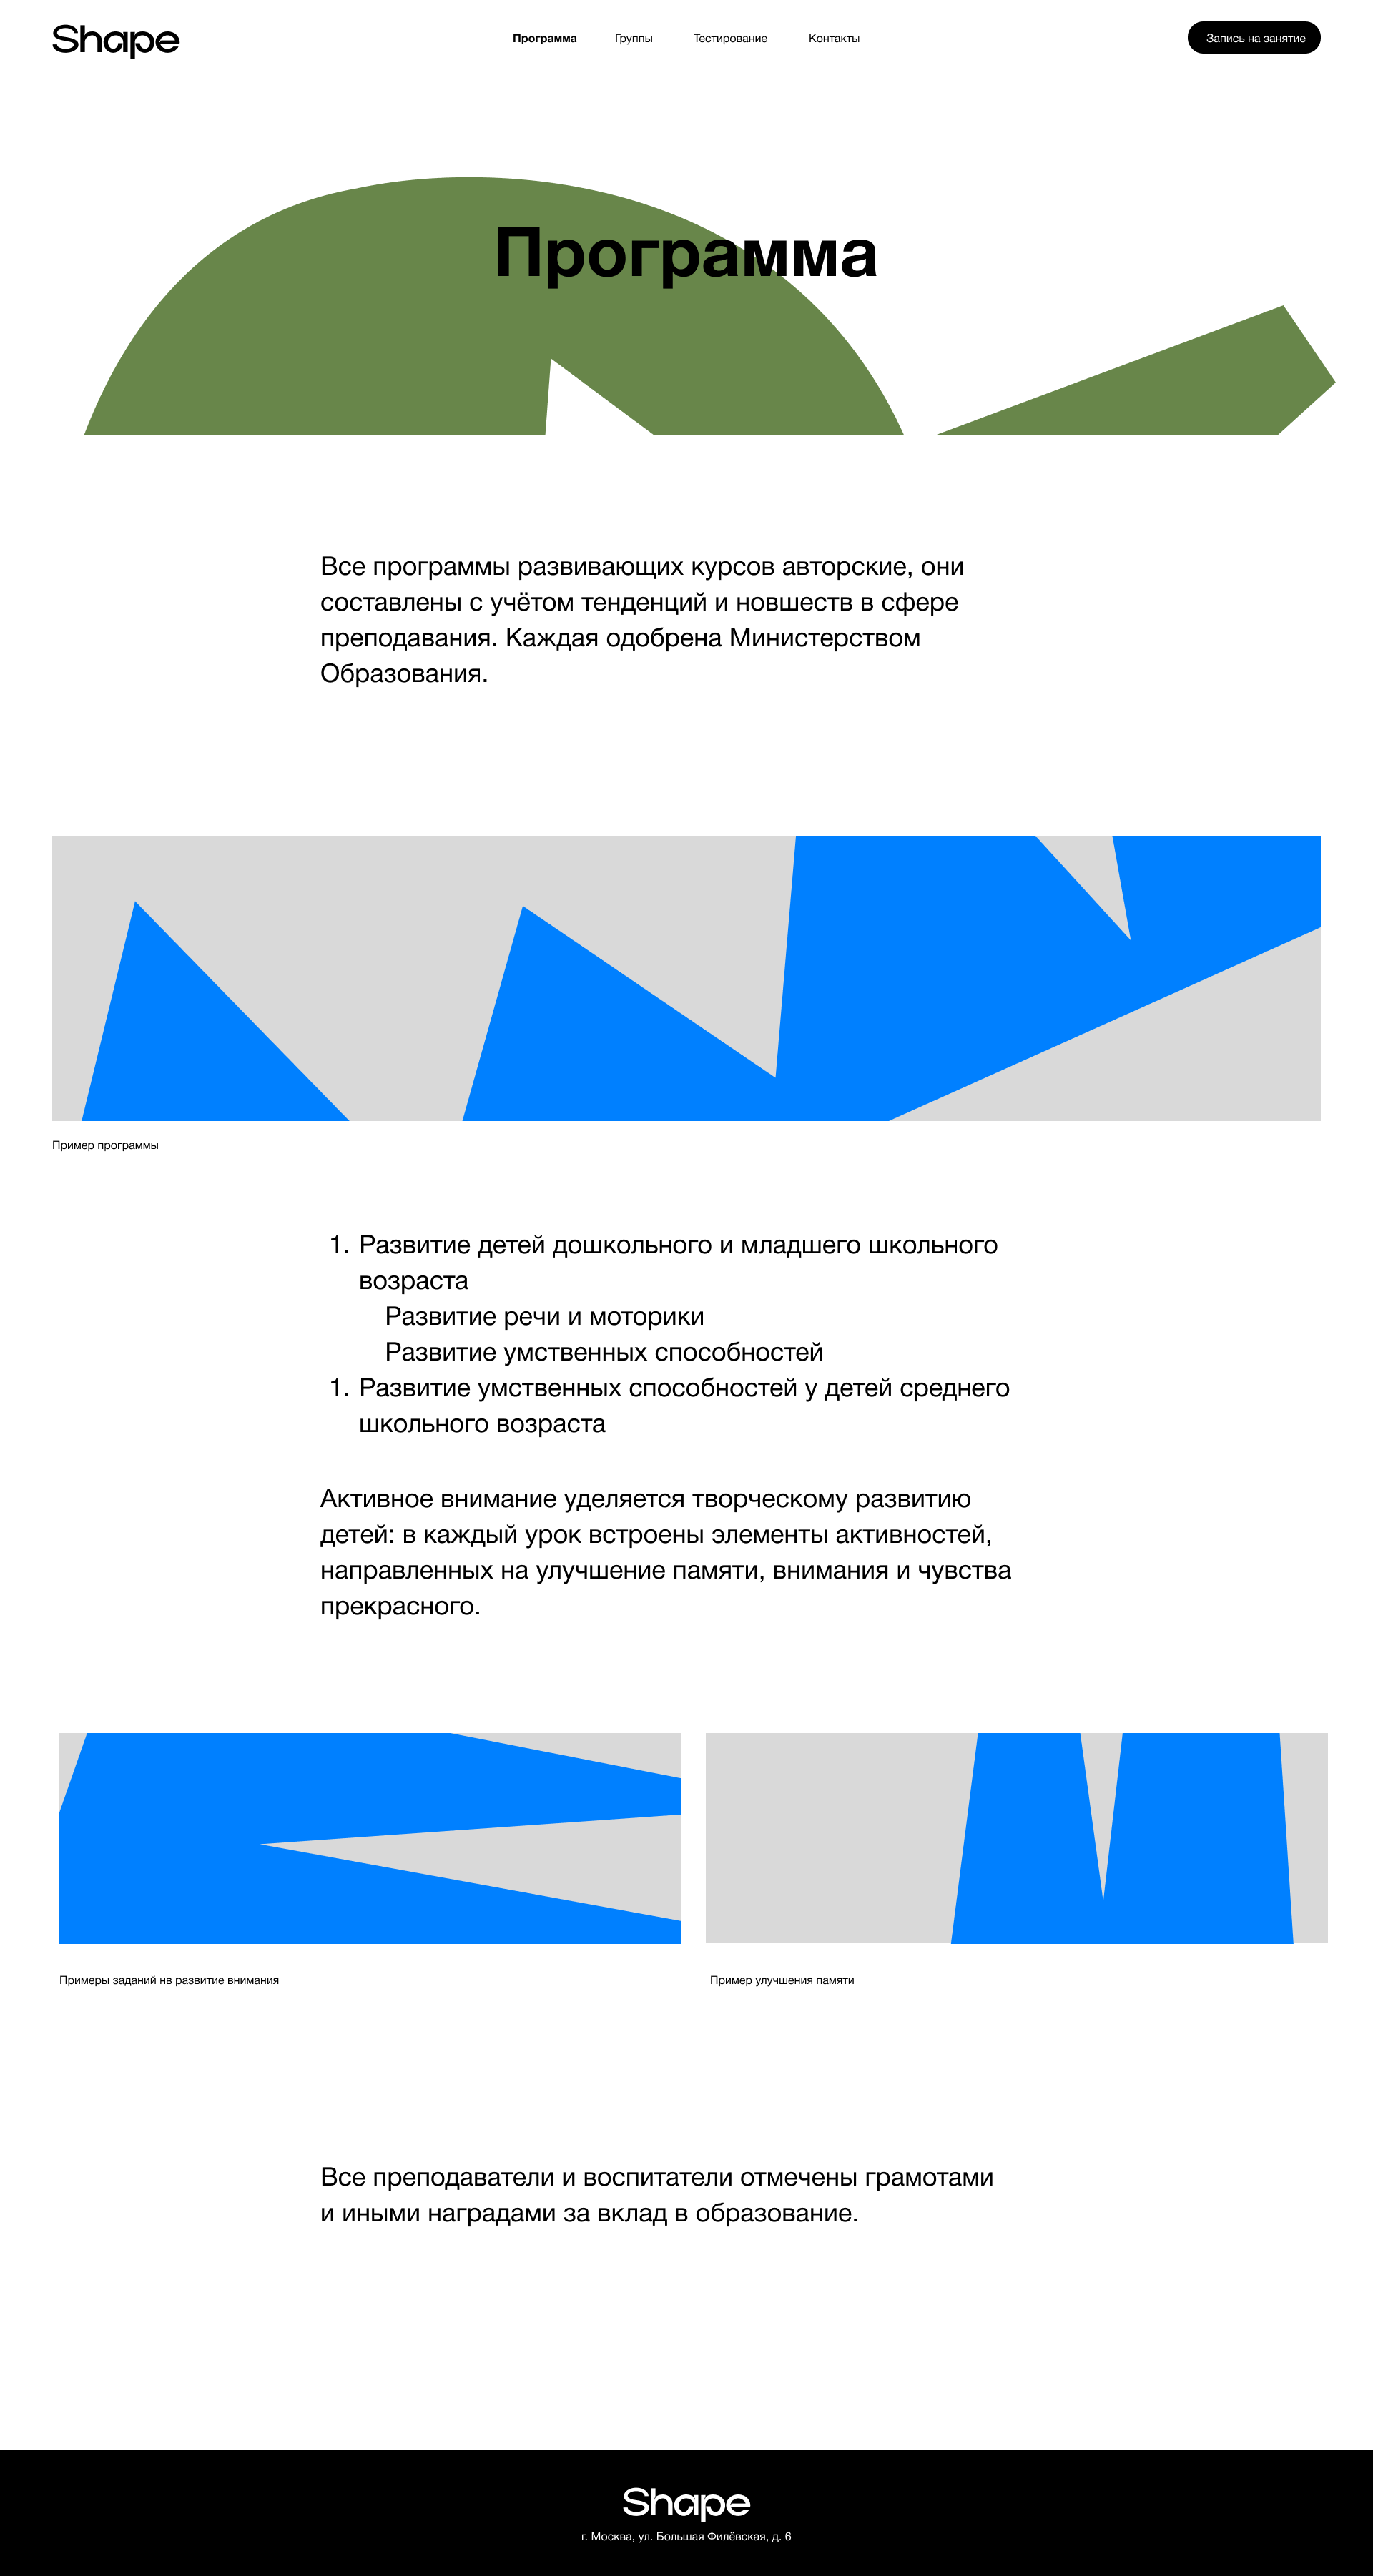 Shape
Программа
Группы
Тестирование
Контакты
Запись на занятие
Программа
Все программы развивающих курсов авторские, они
составлены с учётом тенденций и новшеств в сфере
преподавания. Каждая одобрена Министерством
Образования.
Пример программы
1. Развитие детей дошкольного и младшего школьного
возраста
Развитие речи и моторики
Развитие умственных способностей
1. Развитие умственных способностей у детей среднего
школьного возраста
Активное внимание уделяется творческому развитию
детей: в каждый урок встроены элементы активностей,
направленных на улучшение памяти, внимания и чувства
прекрасного.
Примеры заданий нв развитие внимания
Пример улучшения памяти
Все преподаватели и воспитатели отмечены грамотами
и иными наградами за вклад в образование.
Shape
г. Москва, ул. Большая Филёвская, д. 6